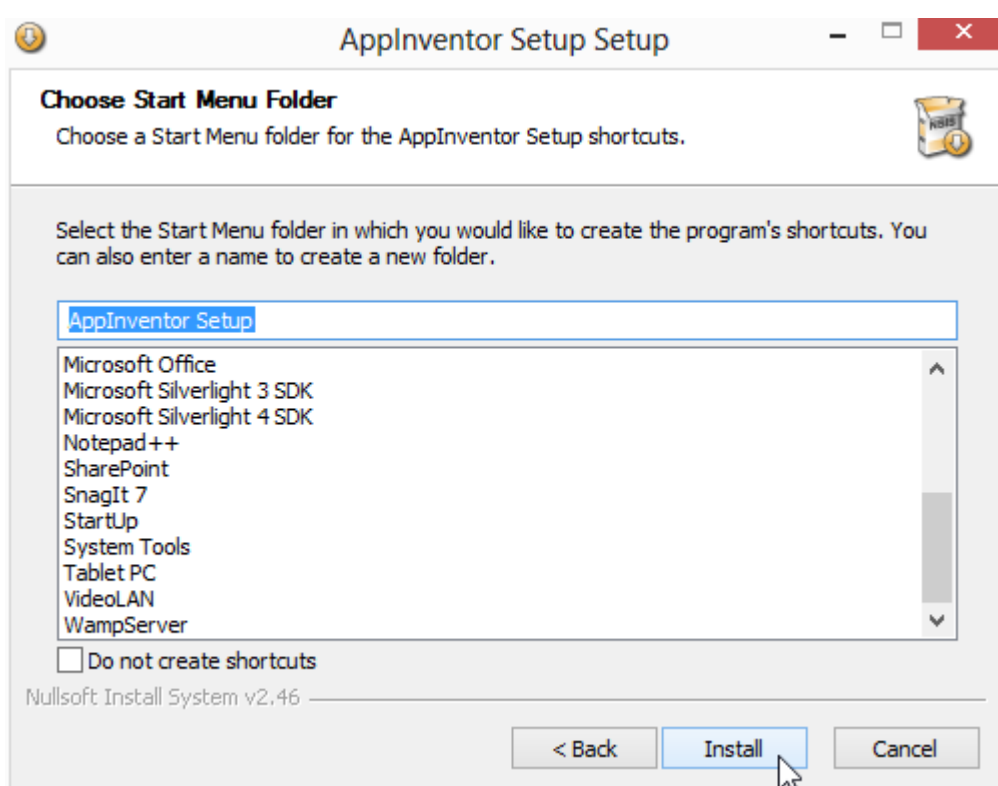 AppInventor Setup Setup
Choose Start Menu Folder
Choose a Start Menu folder for the AppInventor Setup shortcuts.
NSIS
Select the Start Menu folder in which you would like to create the program's shortcuts. You
can also enter a name to create a new folder.
AppInventor Setup
Microsoft Office
Microsoft Silverlight 3 SDK
Microsoft Silverlight 4 SDK
Notepad++
SharePoint
SnagIt 7
StartUp
System Tools
Tablet PC
VideoLAN
WampServer
Do not create shortcuts
Nullsoft Install System v2.46
< Back
Install
Cancel